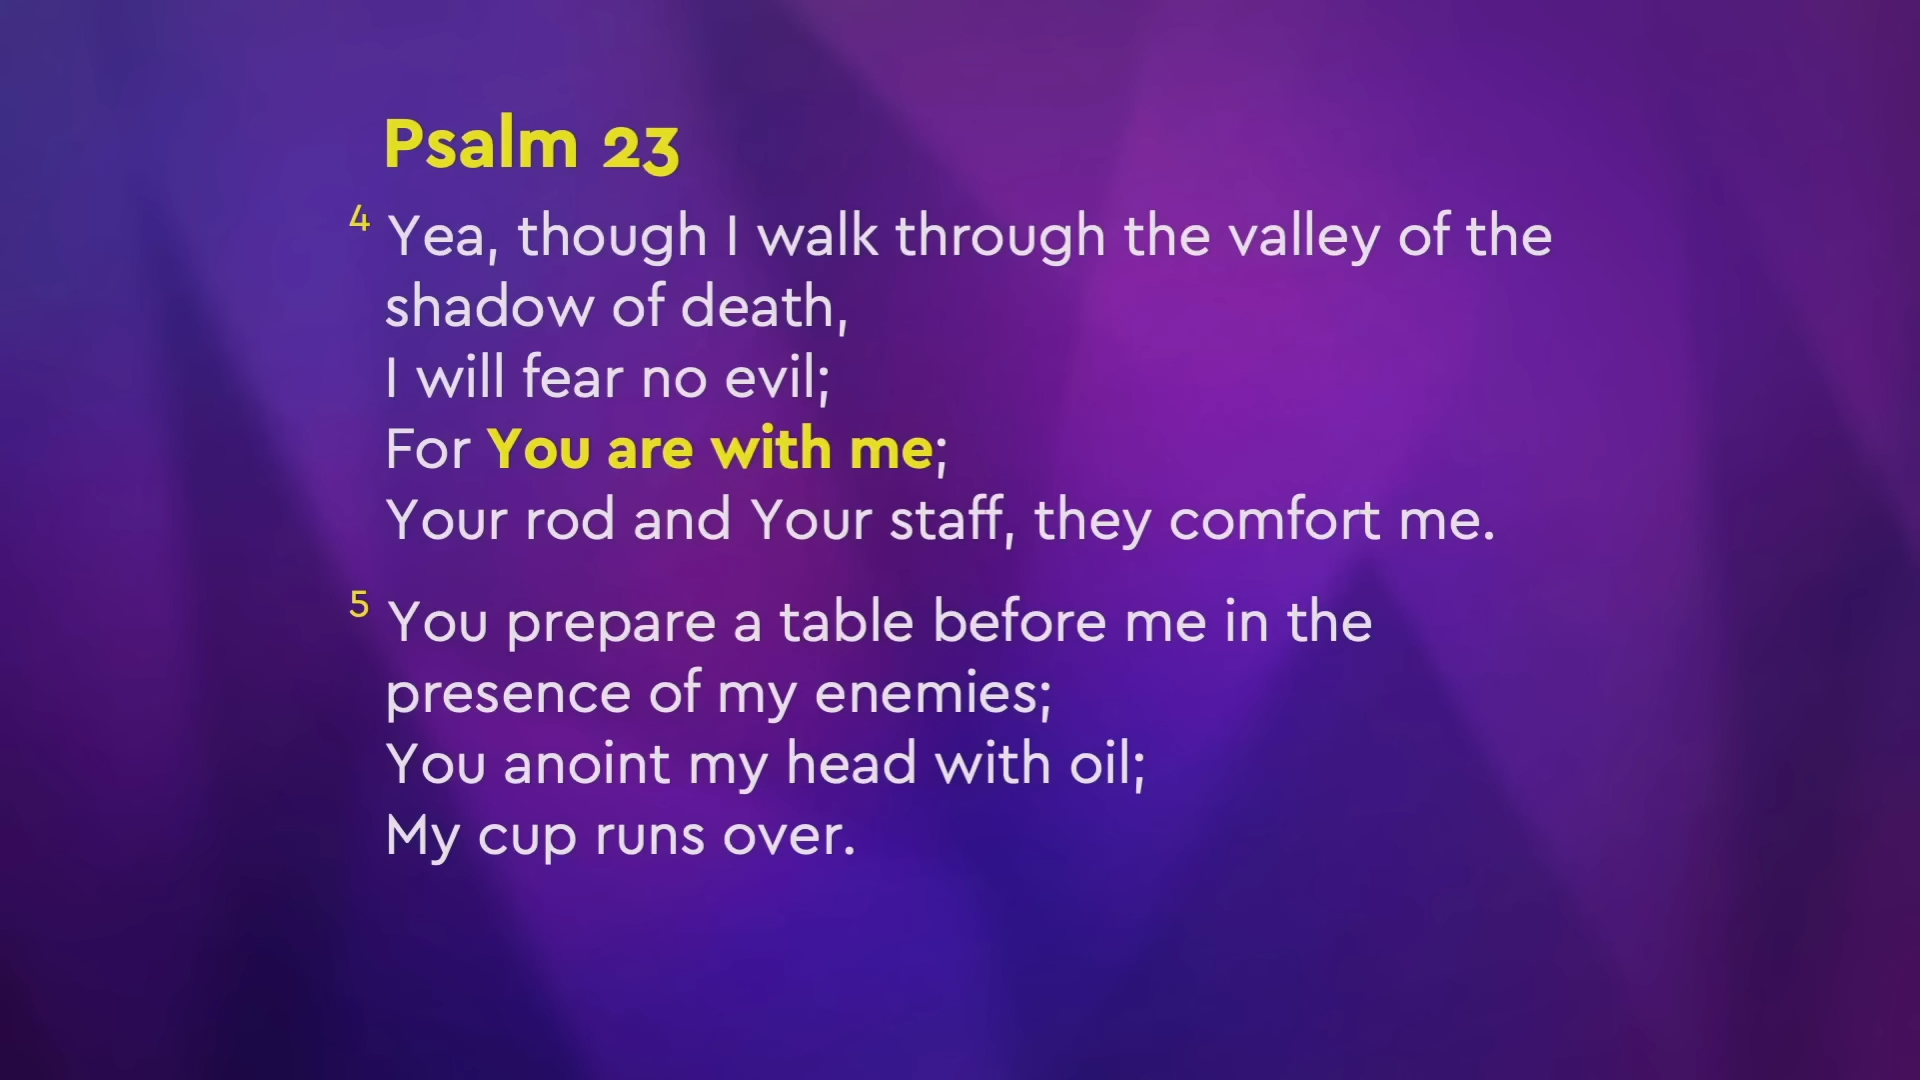 Psalm 23
4 Yea, though I walk through the valley of the
shadow of death,
I will fear no evil;
For You are with me;
Your rod and Your staff, they comfort me.
5 You prepare a table before me in the
presence of my enemies;
You anoint my head with oil;
My cup runs over.